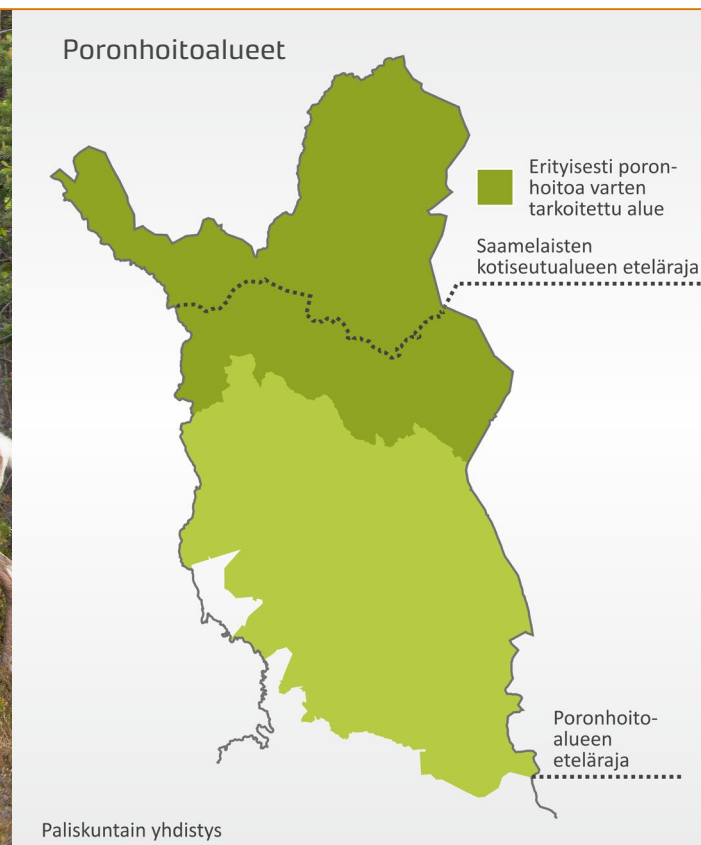 Poronhoitoalueet
Erityisesti poron-
hoitoa varten
tarkoitettu alue
Saamelaisten
kotiseutualueen eteläraja
Poronhoito-
alueen
eteläraja
Paliskuntain yhdistys